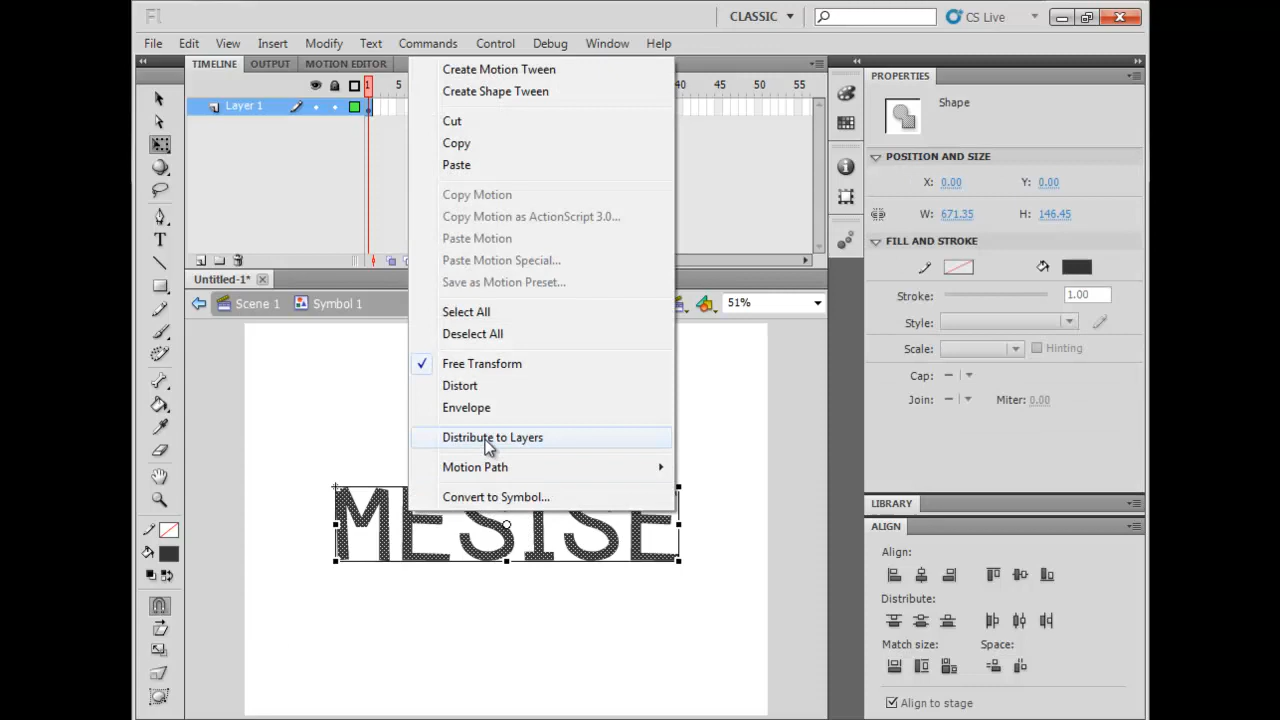 Fl
CLASSIC
CS Live
File Edit View Insert Modify Text Commands Control Debug Window Help
TIMELINE OUTPUT MOTION EDITOR
1 5 40 45 50 55
Layer 1
Create Motion Tween
Create Shape Tween
Cut
Copy
Paste
Copy Motion
Copy Motion as ActionScript 3.0...
Paste Motion
Paste Motion Special...
Save as Motion Preset...
Select All
Deselect All
Free Transform
Distort
Envelope
Distribute to Layers
Motion Path
Convert to Symbol...
Untitled-1*
Scene 1 Symbol 1
51%
MESISE
PROPERTIES
Shape
POSITION AND SIZE
X: 0.00 Y: 0.00
W: 671.35 H: 146.45
FILL AND STROKE
Stroke: 1.00
Style:
Scale: Hinting
Cap:
Join: Miter: 0.00
LIBRARY
ALIGN
Align:
Distribute:
Match size: Space:
Align to stage